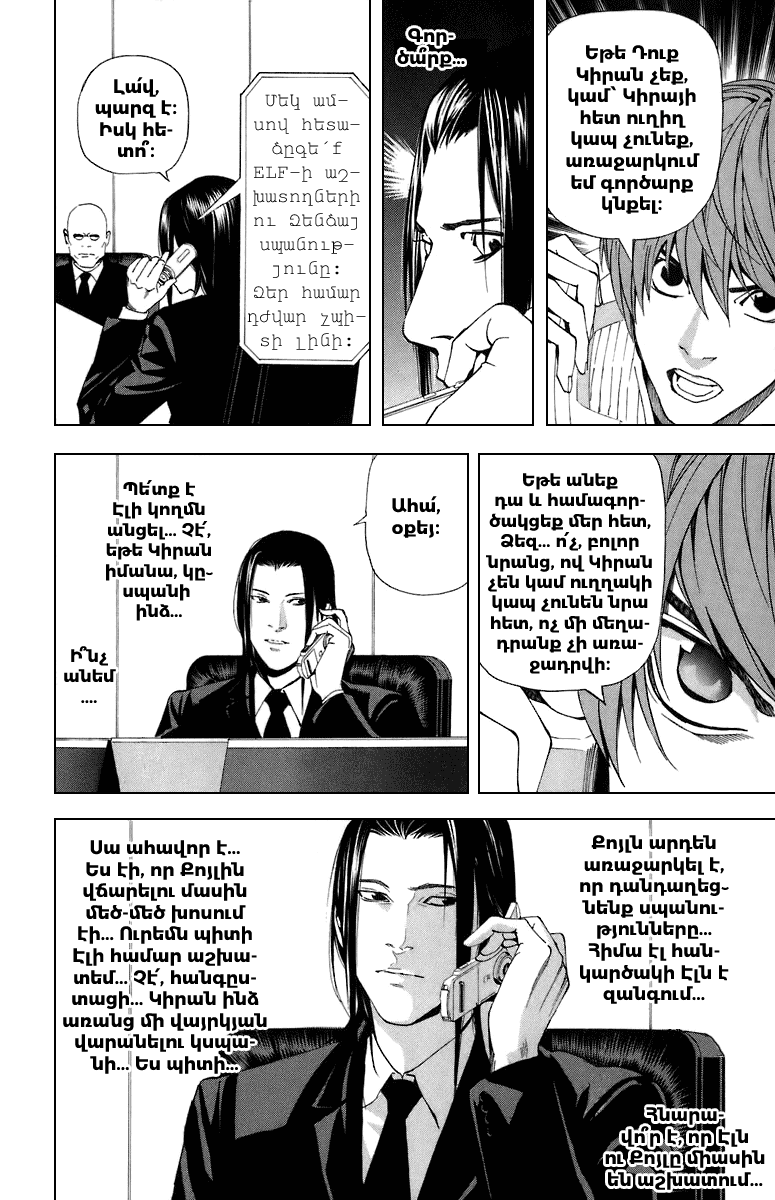 Եթե Դուք
Կիրան չեք,
կամ՝ Կիրայի
հետ ուղիղ
կապ չունեք,
առաջարկում
եմ գործարք
կնքել:
Գոր-
ծա՞րք...
Մեկ ամ-
սով հետա-
ձըգե՛ք
ELF-ի աշ-
խատողների
ու Ձենձայ
սպանութ-
յունը:
Ձեր համար
դժվար չպի-
տի լինի:
Լա՛վ,
պարզ է:
Իսկ հե-
տո՞:
Եթե անեք
դա և համագոր-
ծակցեք մեր հետ,
Ձեզ... ո՛չ, բոլոր
նրանց, ով Կիրան
չեն կամ ուղղակի
կապ չունեն նրա
հետ, ոչ մի մեղա-
դրանք չի առա-
ջադրվի:
Ահա՛,
օքեյ:
Պե՛տք է
Էլի կողմն
անցել... Չէ՛,
եթե Կիրան
իմանա, կը-
սպանի
ինձ...
Ի՞նչ
անեմ
....
Քոյլն արդեն
առաջարկել է,
որ դանդաղեց-
նենք սպանու-
թյունները...
Հիմա էլ հան-
կարծակի Էլն է
զանգում...
Սա ահավոր է...
Ես էի, որ Քոյլին
վճարելու մասին
մեծ-մեծ խոսում
էի... Ուրեմն պիտի
Էլի համար աշխա-
տեմ... Չէ՛, հանգըս-
տացի... Կիրան ինձ
առանց մի վայրկյան
վարանելու կսպա-
նի... Ես պիտի...
Հնարա-
վո՞ր է, որ Էլն
ու Քոյլը միասին
են աշխատում...